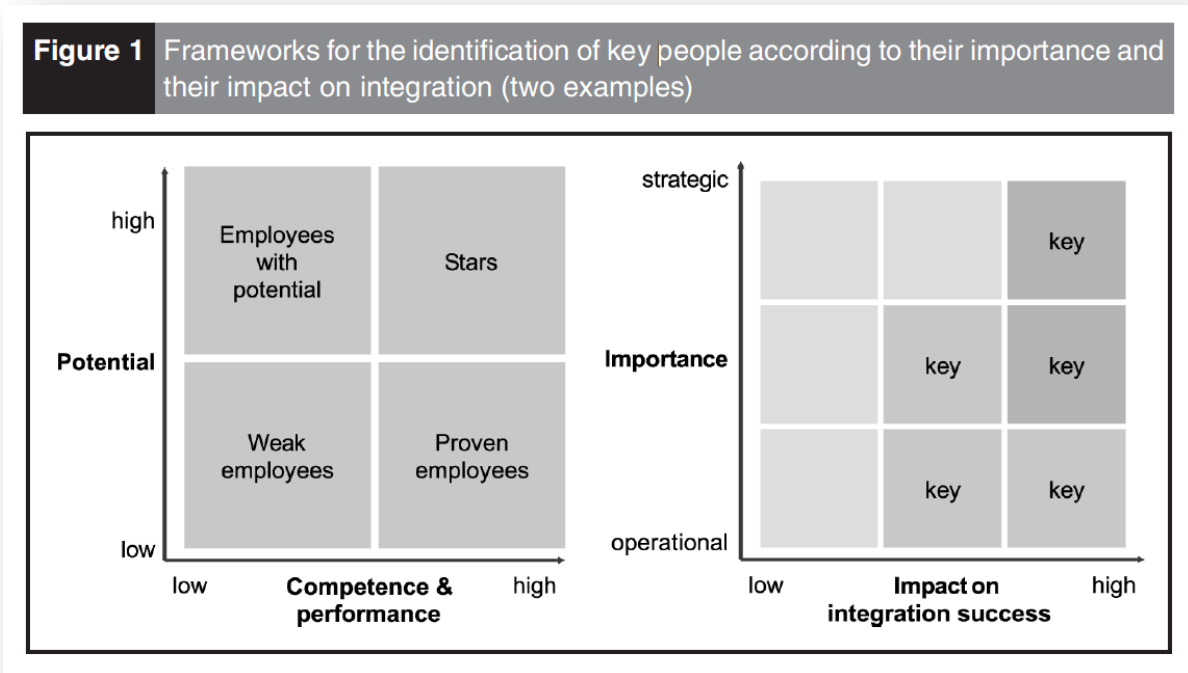 Figure 1
Frameworks for the identification of key people according to their importance and
their impact on integration (two examples)
high
Potential
low
Employees
with
potential
Stars
Weak
employees
Proven
employees
low
Competence &
performance
high
strategic
Importance
operational
key
key
key
key
key
low
Impact on
integration success
high